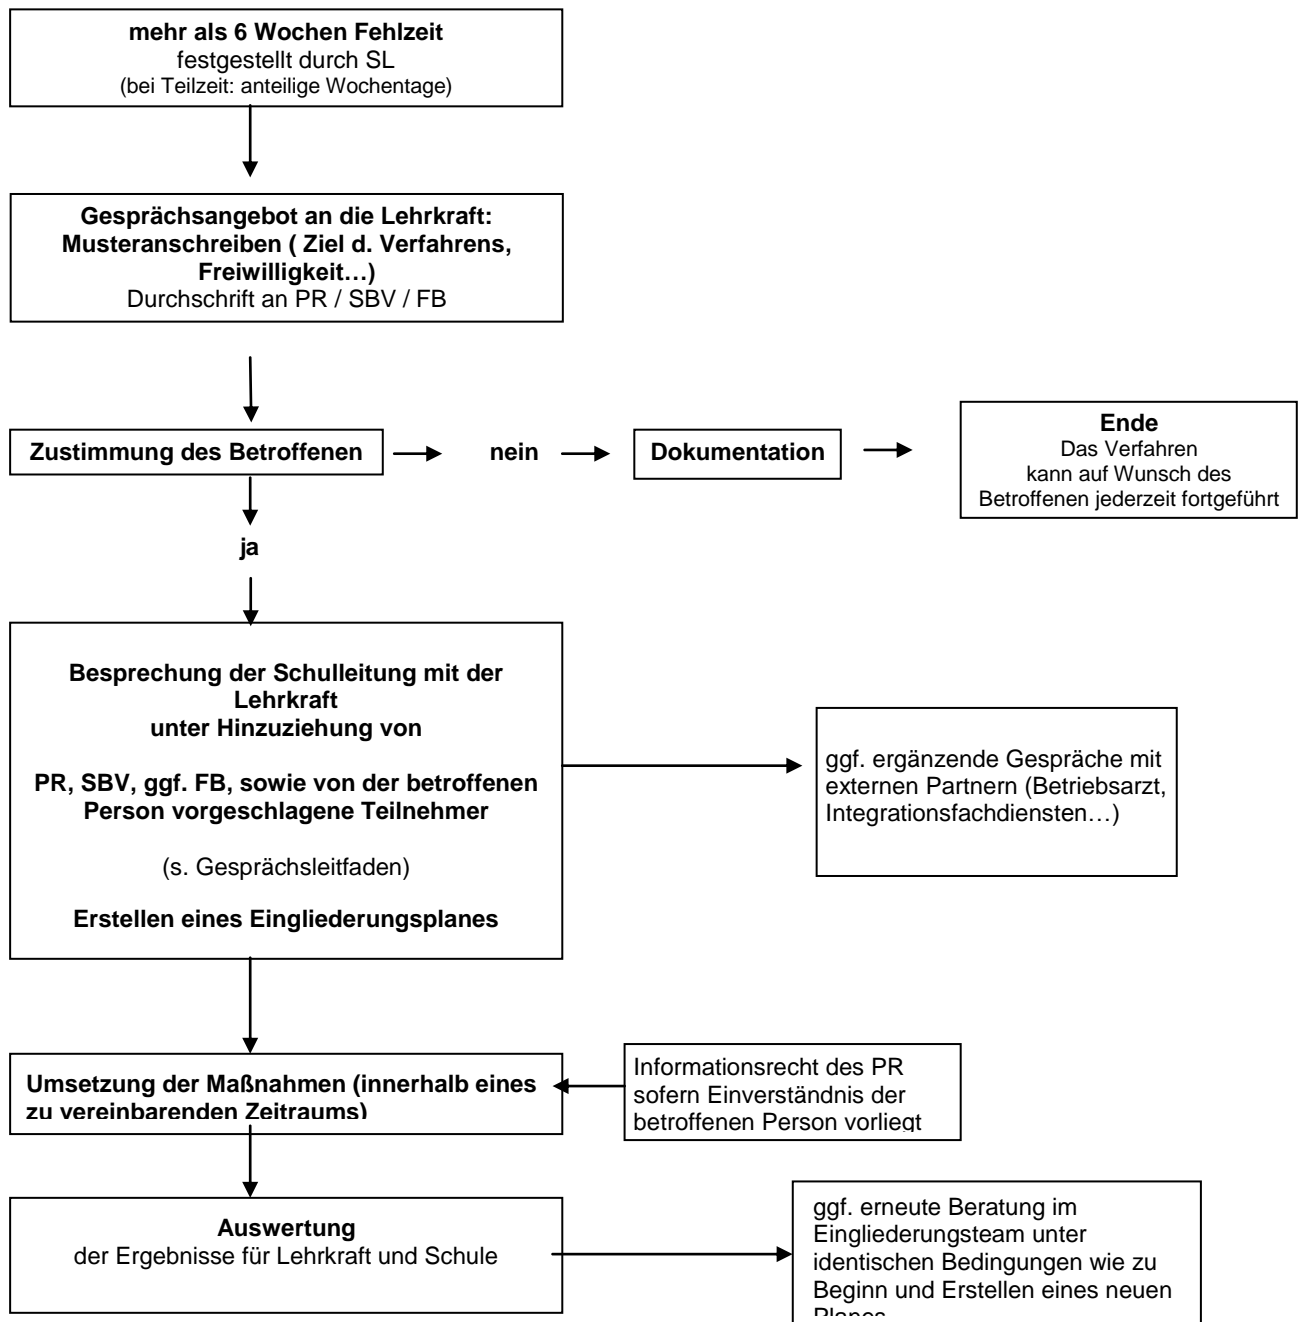 mehr als 6 Wochen Fehlzeit
festgestellt durch SL
(bei Teilzeit: anteilige Wochentage)
Gesprächsangebot an die Lehrkraft:
Musteranschreiben ( Ziel d. Verfahrens,
Freiwilligkeit…)
Durchschrift an PR / SBV / FB
Zustimmung des Betroffenen
nein
Dokumentation
Ende
Das Verfahren
kann auf Wunsch des
Betroffenen jederzeit fortgeführt
ja
Besprechung der Schulleitung mit der
Lehrkraft
unter Hinzuziehung von
PR, SBV, ggf. FB, sowie von der betroffenen
Person vorgeschlagene Teilnehmer
(s. Gesprächsleitfaden)
Erstellen eines Eingliederungsplanes
ggf. ergänzende Gespräche mit
externen Partnern (Betriebsarzt,
Integrationsfachdiensten…)
Umsetzung der Maßnahmen (innerhalb eines
zu vereinbarenden Zeitraums)
Informationsrecht des PR
sofern Einverständnis der
betroffenen Person vorliegt
Auswertung
der Ergebnisse für Lehrkraft und Schule
ggf. erneute Beratung im
Eingliederungsteam unter
identischen Bedingungen wie zu
Beginn und Erstellen eines neuen
Planes